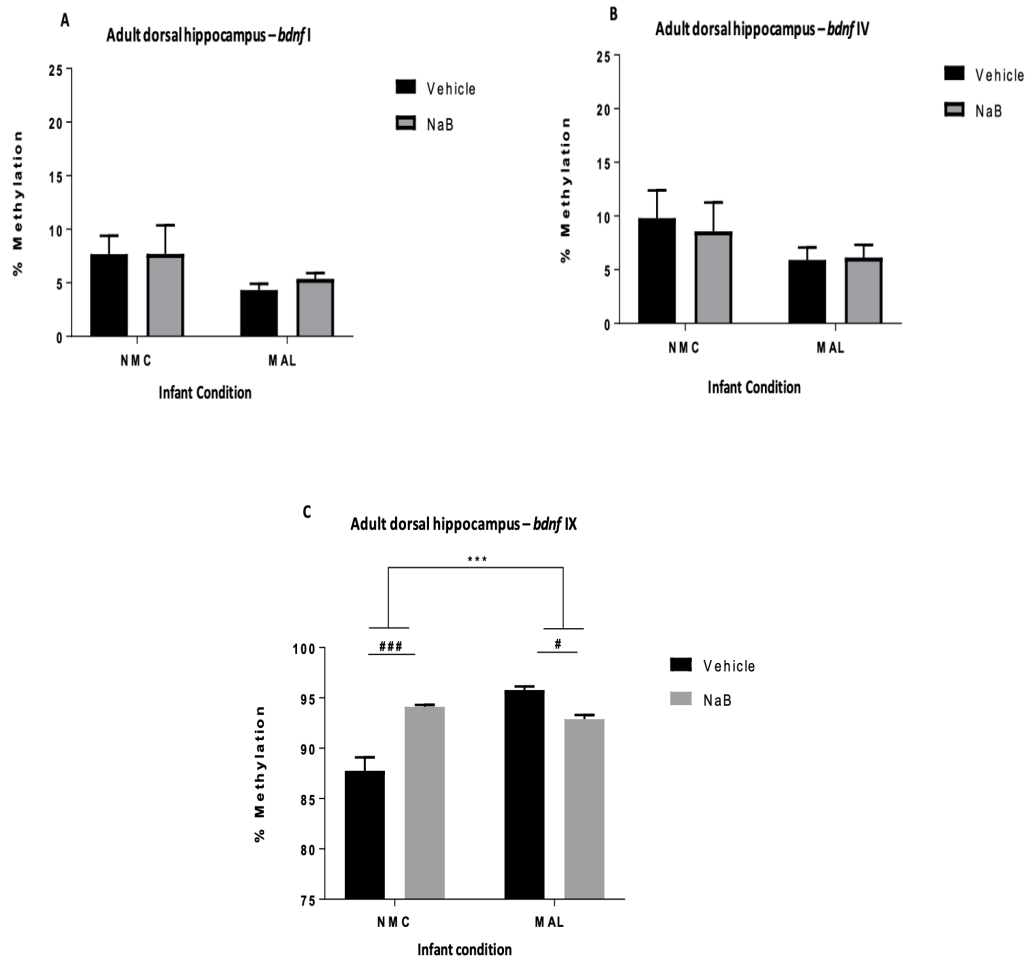 A
Adult dorsal hippocampus – bdnf I
25
20
15
10
5
0
% Methylation
NMC
MAL
Infant Condition
Vehicle
NaB
B
Adult dorsal hippocampus – bdnf IV
25
20
15
10
5
0
% Methylation
NMC
MAL
Infant Condition
Vehicle
NaB
C
Adult dorsal hippocampus – bdnf IX
***
###
#
100
95
90
85
80
75
% Methylation
NMC
MAL
Infant condition
Vehicle
NaB